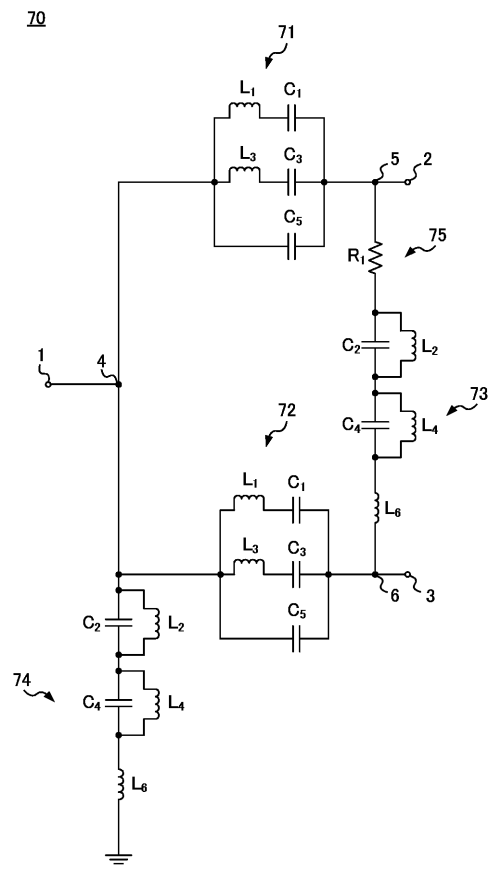 70
71
L₁ C₁
L₃ C₃
C₅
5 2
R₁ 75
1 4
C₂ L₂
73
C₄ L₄
72
L₁ C₁
L₆
L₃ C₃
6 3
C₅
C₂ L₂
74
C₄ L₄
L₆